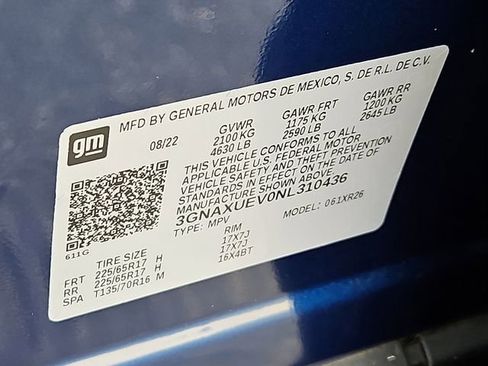 gm
MFD BY GENERAL MOTORS DE MEXICO, S. DE R.L. DE C.V.
08/22 GVWR GAWR FRT GAWR RR
2100 KG 1175 KG 1200 KG
4630 LB 2590 LB 2645 LB
THIS VEHICLE CONFORMS TO ALL
APPLICABLE U.S. FEDERAL MOTOR
VEHICLE SAFETY AND THEFT PREVENTION
STANDARDS IN EFFECT ON THE DATE OF
MANUFACTURE SHOWN ABOVE.
3GNAXUEV0NL310436
TYPE: MPV MODEL: 061XR26
611G
TIRE SIZE RIM
FRT 225/65R17 H 17X7J
RR 225/65R17 H 17X7J
SPA T135/70R16 M 16X4BT